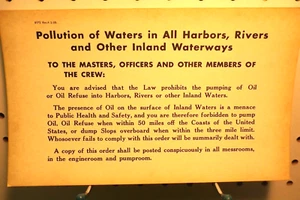 Pollution of Waters in All Harbors, Rivers
and Other Inland Waterways
TO THE MASTERS, OFFICERS AND OTHER MEMBERS OF
THE CREW:
You are advised that the Law prohibits the pumping of Oil
or Oil Refuse into Harbors, Rivers or other Inland Waters.
The presence of Oil on the surface of Inland Waters is a menace
to Public Health and Safety, and you are therefore forbidden to pump
Oil, Oil Refuse when within 50 miles off the Coasts of the United
States, or dump Slops overboard when within the three mile limit.
Whosoever fails to comply with this order will be summarily dealt with.
A copy of this order shall be posted conspicuously in all messrooms,
in the engineroom and pumproom.